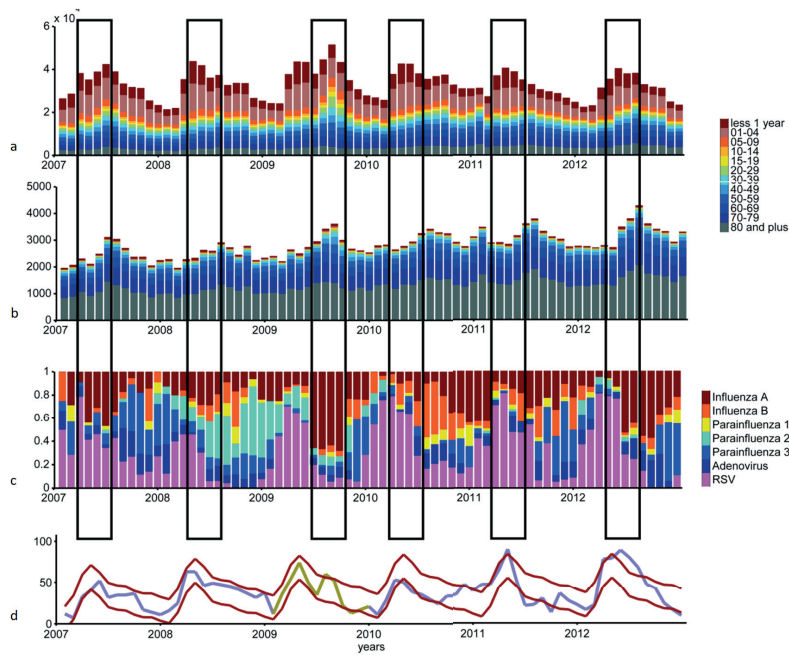 x 10⁻
6
4
2
0
a
2007 2008 2009 2010 2011 2012
less 1 year
01-04
05-09
10-14
15-19
20-29
30-39
40-49
50-59
60-69
70-79
80 and plus
5000
4000
3000
2000
1000
0
b
2007 2008 2009 2010 2011 2012
1
0.8
0.6
0.4
0.2
0
c
2007 2008 2009 2010 2011 2012
Influenza A
Influenza B
Parainfluenza 1
Parainfluenza 2
Parainfluenza 3
Adenovirus
RSV
100
50
0
d
2007 2008 2009 2010 2011 2012
years